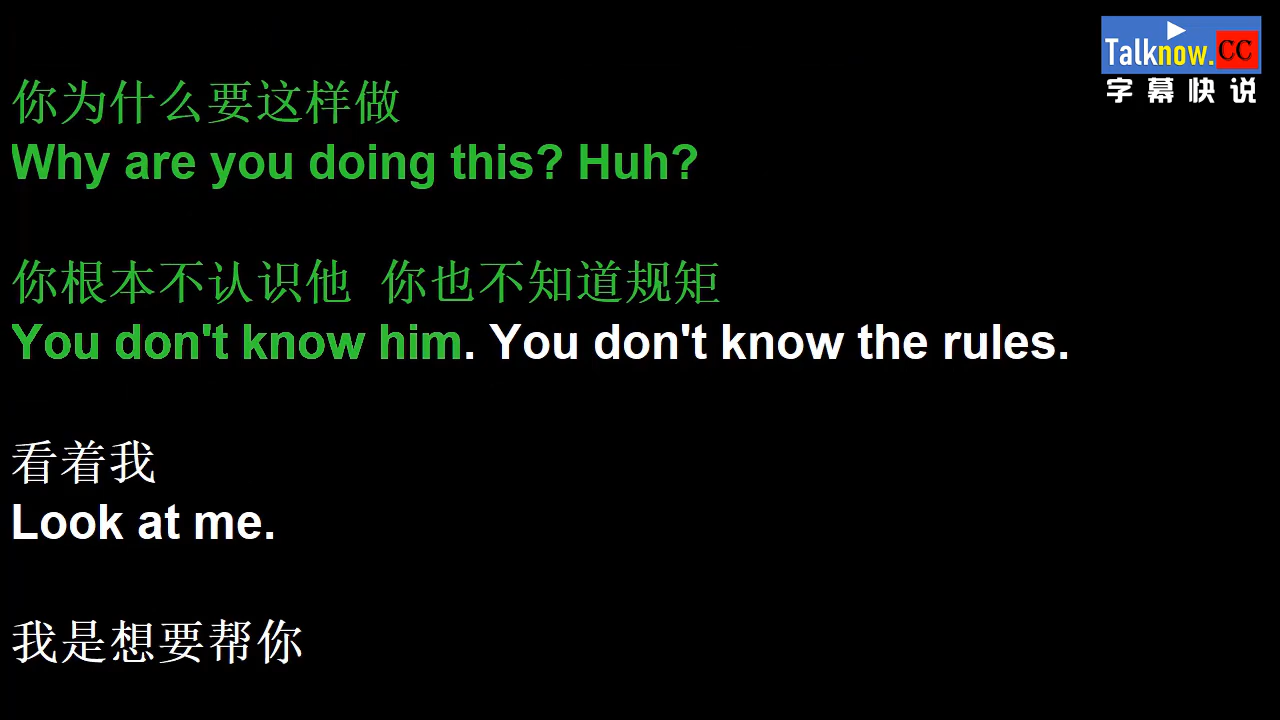 Talknow.CC
字幕快说
你为什么要这样做
Why are you doing this? Huh?
你根本不认识他 你也不知道规矩
You don't know him. You don't know the rules.
看着我
Look at me.
我是想要帮你